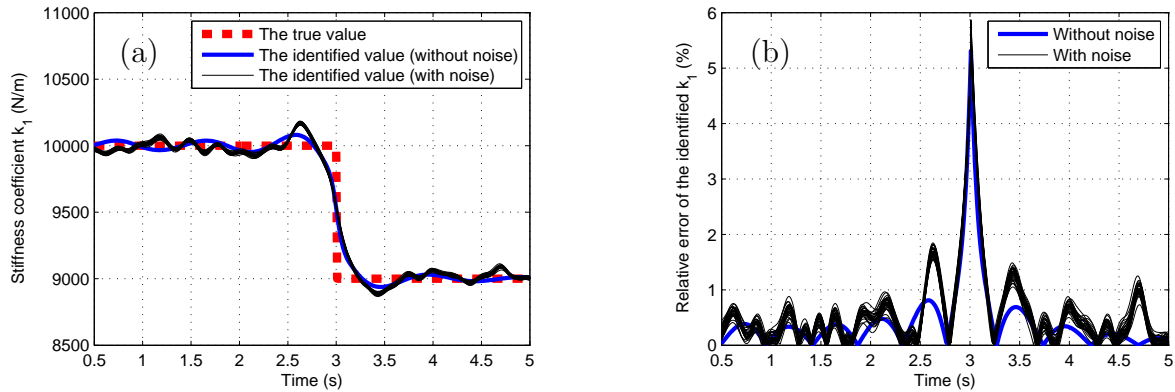 (a)
The true value
The identified value (without noise)
The identified value (with noise)
Stiffness coefficient k_1 (N/m)
11000
10500
10000
9500
9000
8500
0.5 1 1.5 2 2.5 3 3.5 4 4.5 5
Time (s)
(b)
Without noise
With noise
Relative error of the identified k_1 (%)
6
5
4
3
2
1
0
0.5 1 1.5 2 2.5 3 3.5 4 4.5 5
Time (s)